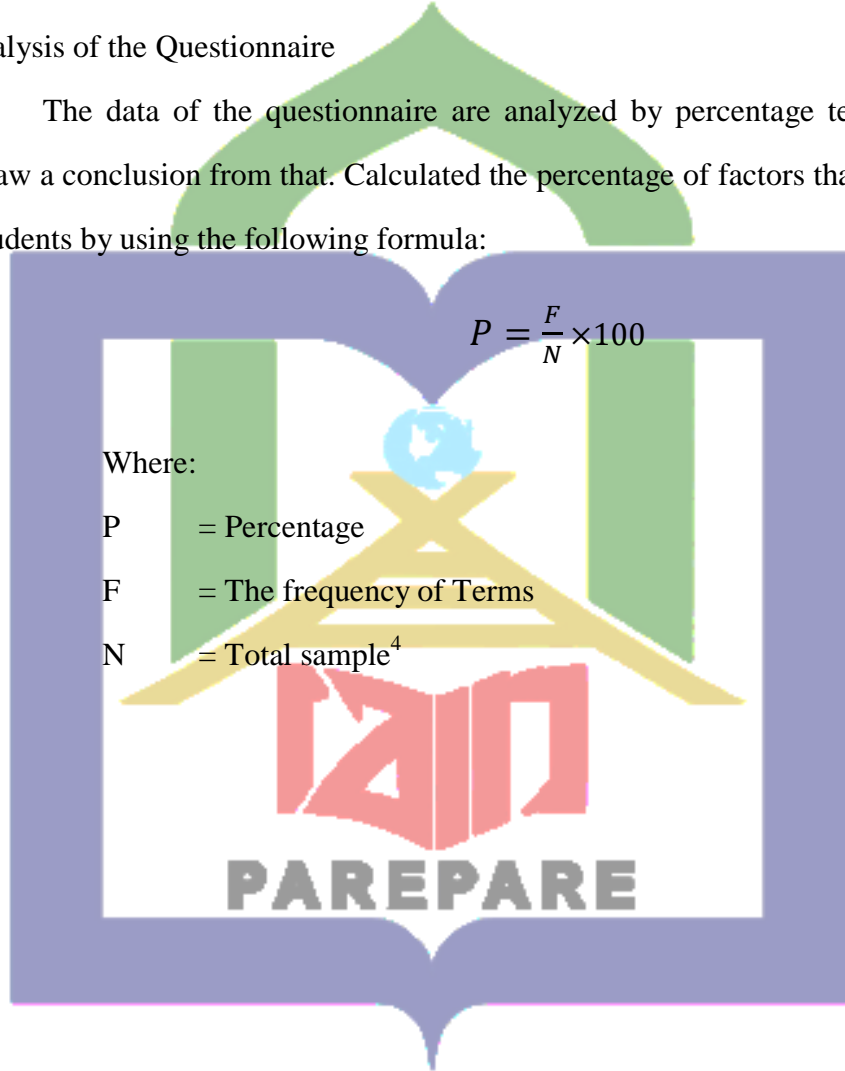 alysis of the Questionnaire
The data of the questionnaire are analyzed by percentage te
aw a conclusion from that. Calculated the percentage of factors tha
udents by using the following formula:
P = F/N ×100
Where:
P = Percentage
F = The frequency of Terms
N = Total sample⁴
iain
PAREPARE